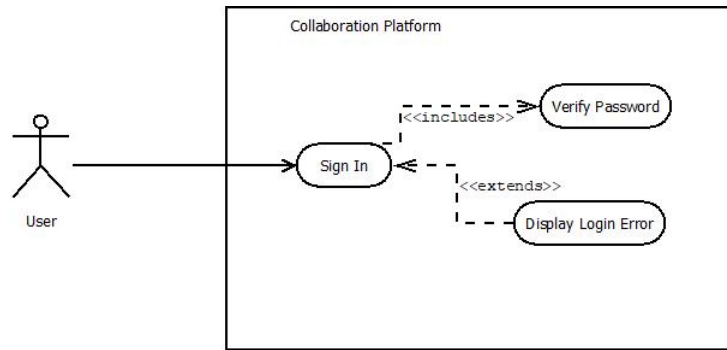 Collaboration Platform
Verify Password
<<includes>>
Sign In
<<extends>>
User
Display Login Error